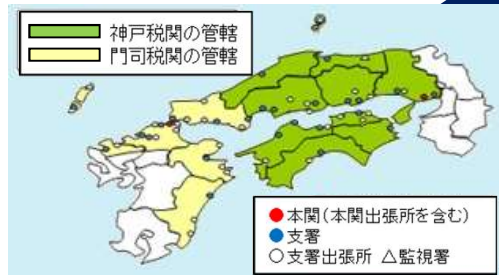 神戸税関の管轄
門司税関の管轄
●本関(本関出張所を含む)
●支署
○支署出張所 △監視署